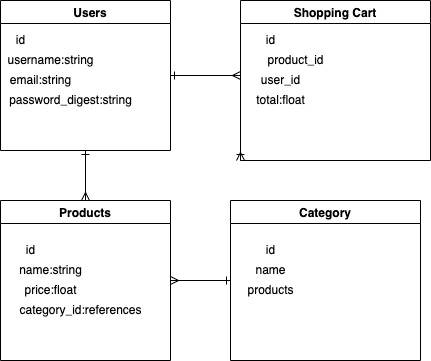 Users
id
username:string
email:string
password_digest:string
Shopping Cart
id
product_id
user_id
total:float
Products
id
name:string
price:float
category_id:references
Category
id
name
products